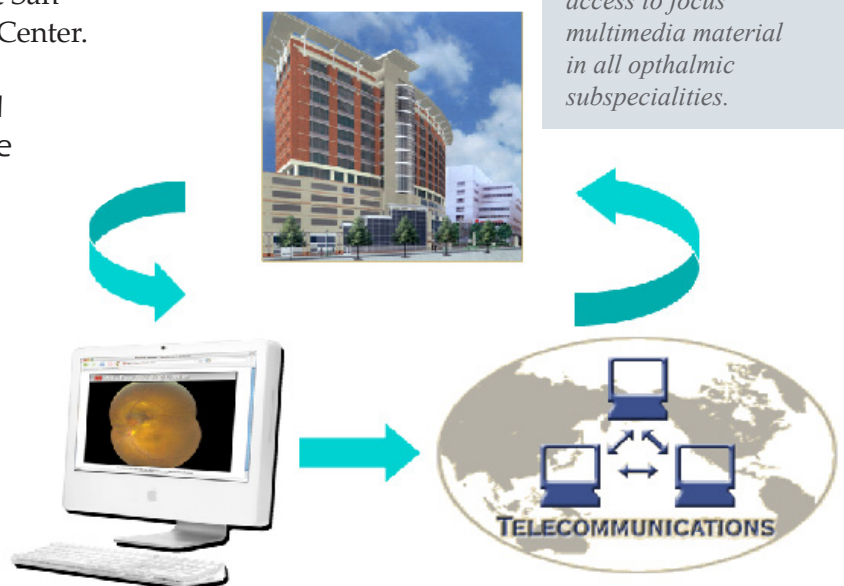 Center.
access to focus
multimedia material
in all opthalmic
subspecialities.
TELECOMMUNICATIONS